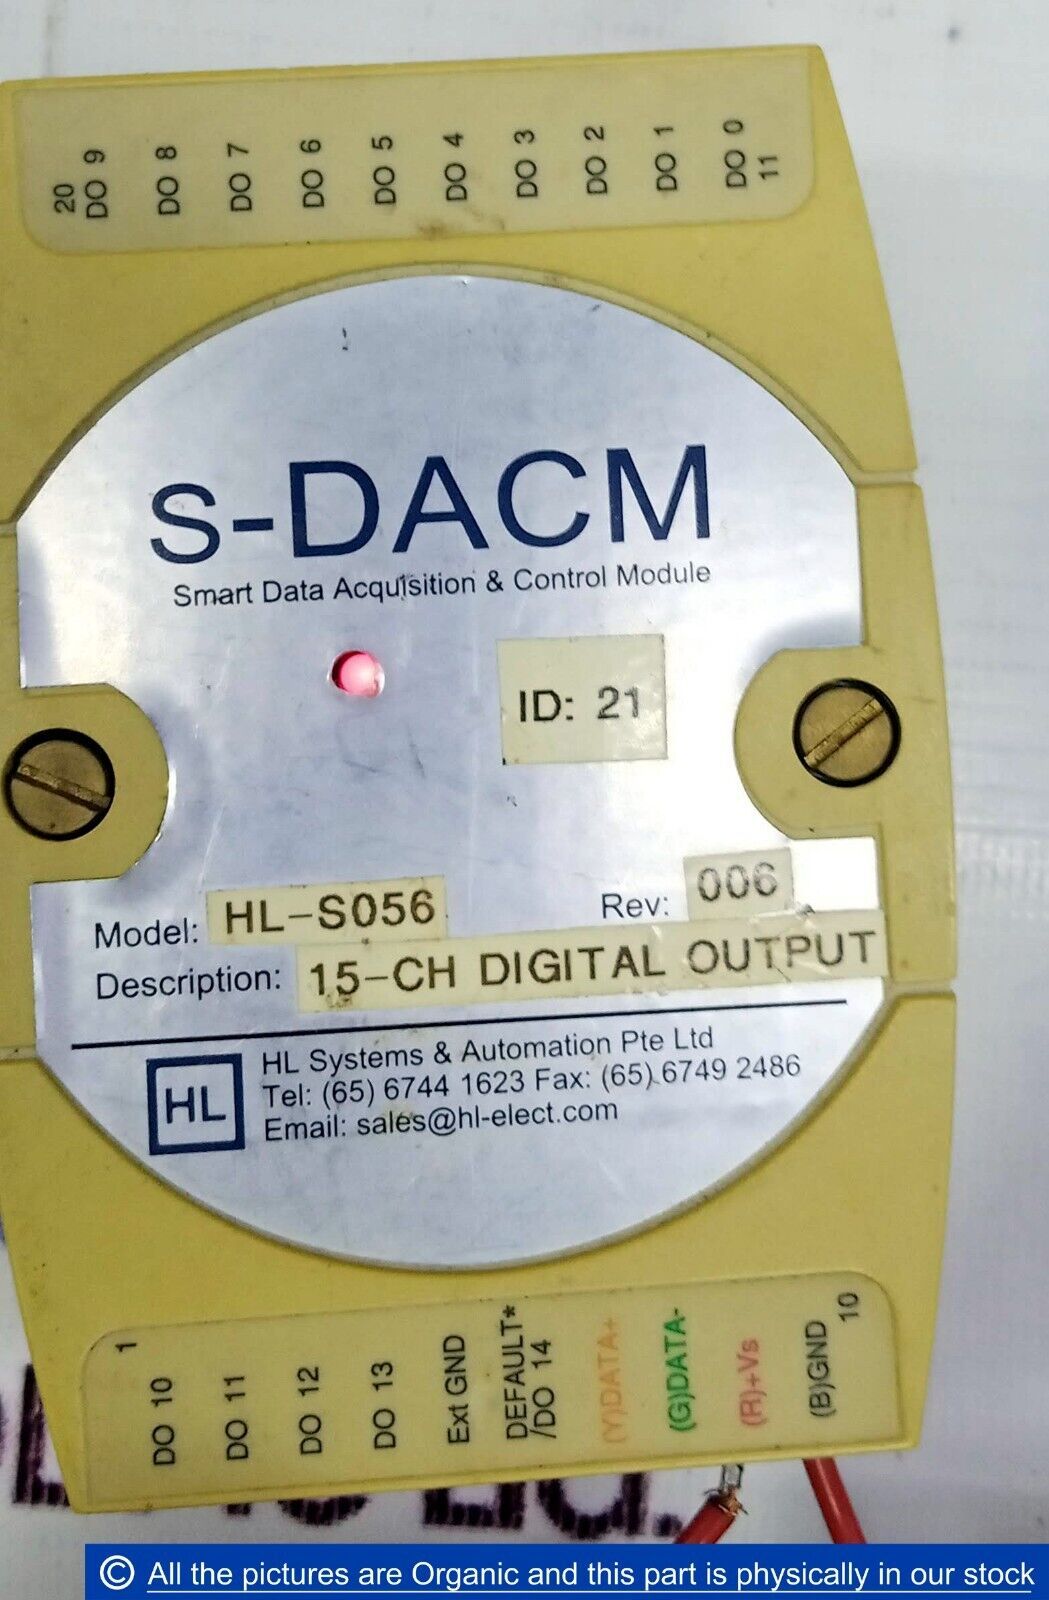 20
DO 9
DO 8
DO 7
DO 6
DO 5
DO 4
DO 3
DO 2
DO 1
DO 0
11
S-DACM
Smart Data Acquisition & Control Module
ID: 21
Model: HL-S056 Rev: 006
Description: 15-CH DIGITAL OUTPUT
HL
HL Systems & Automation Pte Ltd
Tel: (65) 6744 1623 Fax: (65) 6749 2486
Email: sales@hl-elect.com
1
DO 10
DO 11
DO 12
DO 13
Ext GND
DEFAULT*
/DO 14
(Y)DATA+
(G)DATA-
(R)+Vs
(B)GND
10
© All the pictures are Organic and this part is physically in our stock